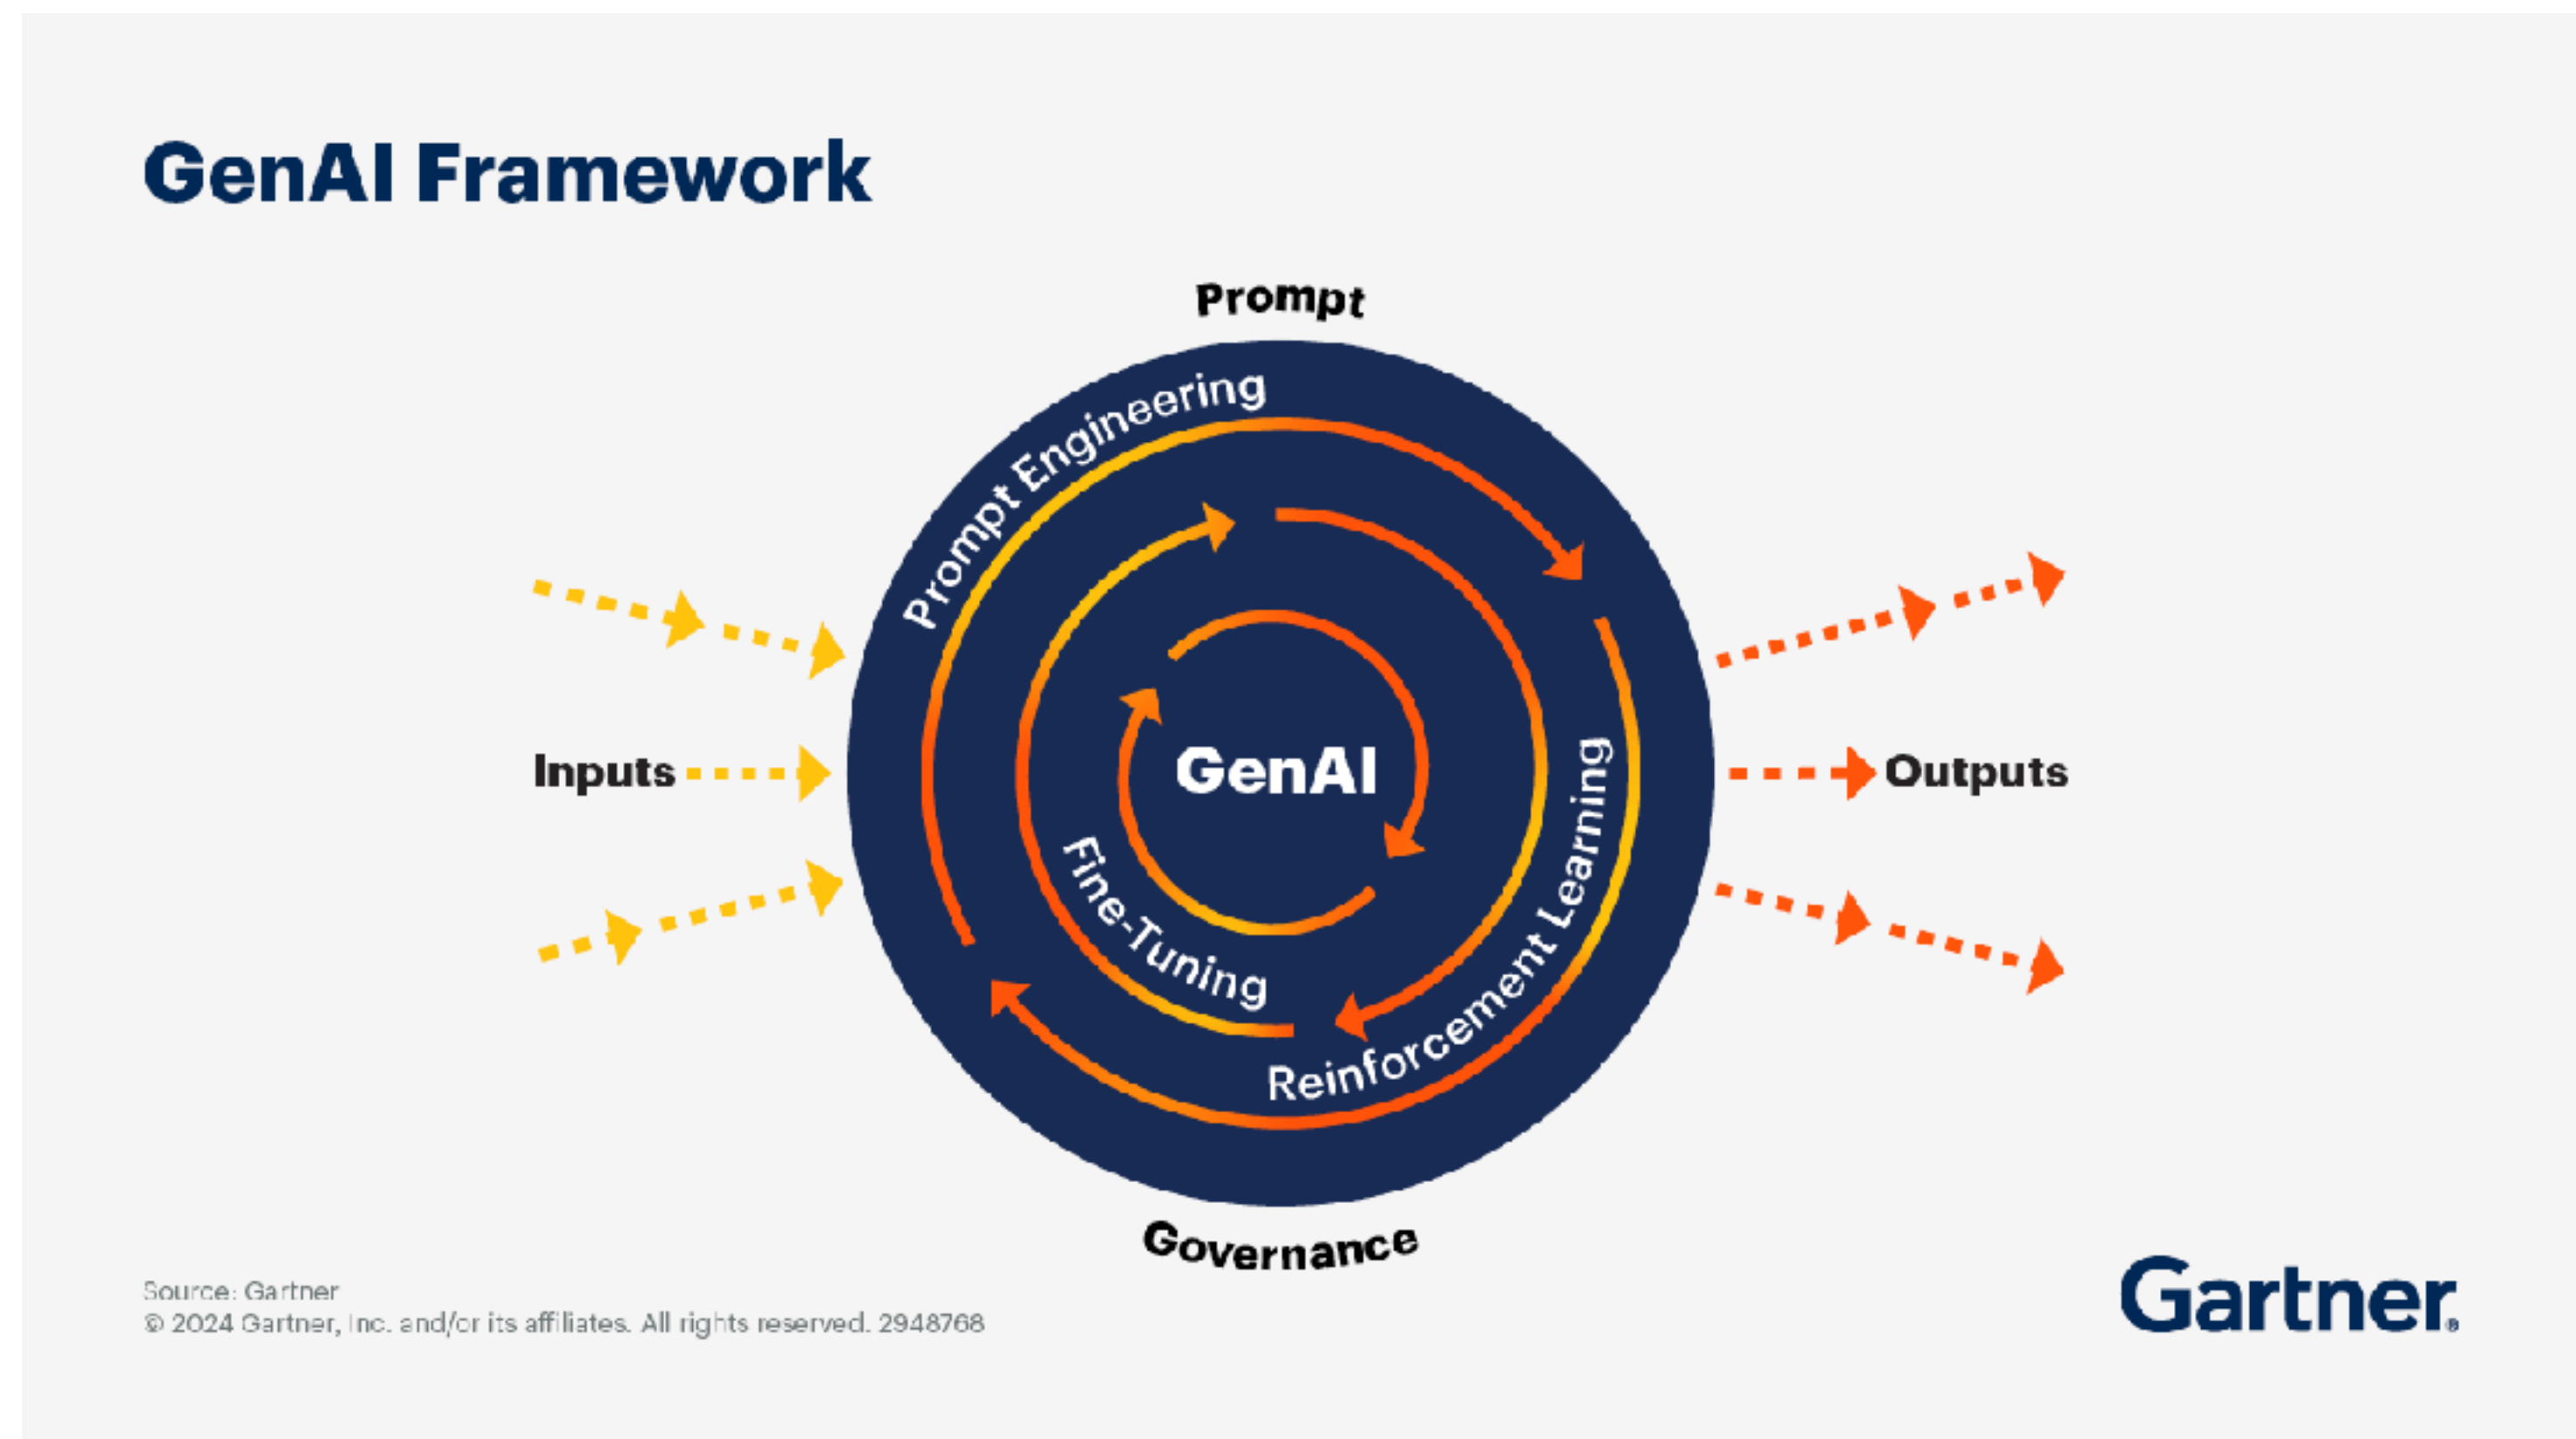 GenAI Framework
Prompt
Prompt Engineering
Inputs
GenAI
Outputs
Fine-Tuning
Reinforcement Learning
Governance
Source: Gartner
© 2024 Gartner, Inc. and/or its affiliates. All rights reserved. 2948768
Gartner®